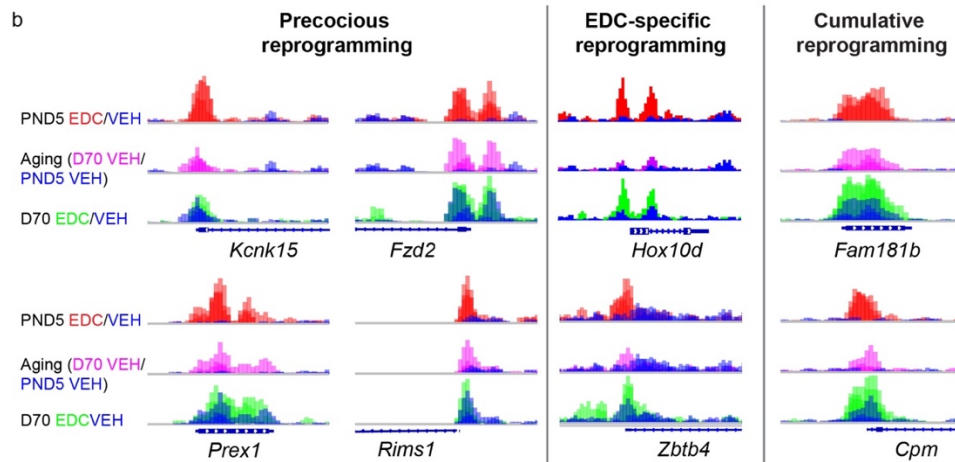 b
Precocious
reprogramming
EDC-specific
reprogramming
Cumulative
reprogramming
PND5 EDC/VEH
Aging (D70 VEH/
PND5 VEH)
D70 EDC/VEH
Kcnk15
Fzd2
Hox10d
Fam181b
PND5 EDC/VEH
Aging (D70 VEH/
PND5 VEH)
D70 EDCVEH
Prex1
Rims1
Zbtb4
Cpm